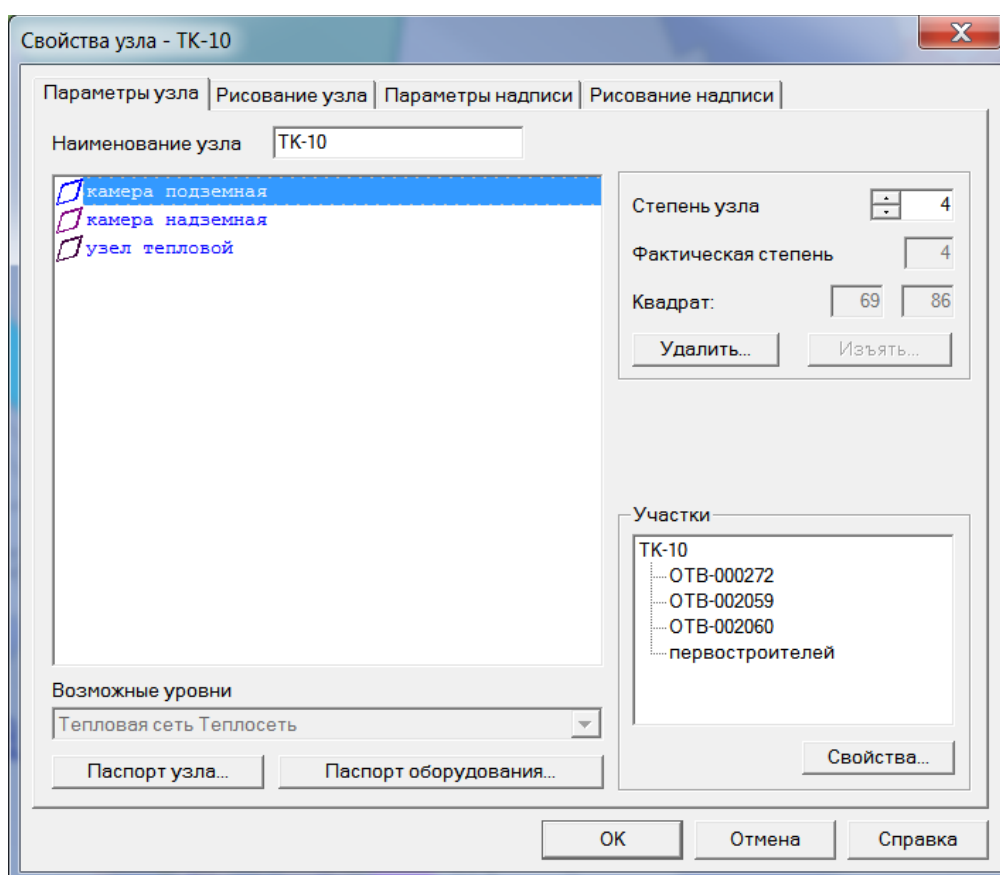 Свойства узла - ТК-10
X
Параметры узла Рисование узла Параметры надписи Рисование надписи
Наименование узла ТК-10
камера подземная
камера надземная
узел тепловой
Степень узла 4
Фактическая степень 4
Квадрат: 69 86
Удалить... Изъять...
Участки
ТК-10
ОТВ-000272
ОТВ-002059
ОТВ-002060
первостроителей
Свойства...
Возможные уровни
Тепловая сеть Теплосеть
Паспорт узла... Паспорт оборудования...
OK Отмена Справка